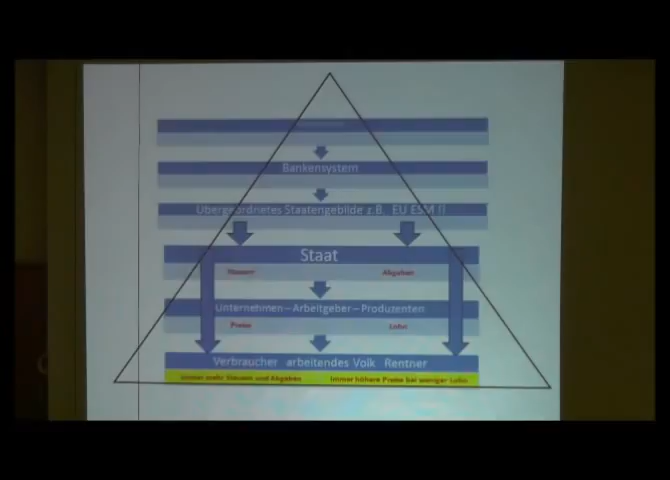 Bankensystem
Übergeordnetes Staatengebilde z.B. EU ESM !!
Staat
Steuern Abgaben
Unternehmen – Arbeitgeber – Produzenten
Preise Lohn
Verbraucher arbeitendes Volk Rentner
Immer mehr Steuern und Abgaben Immer höhere Preise bei weniger Lohn